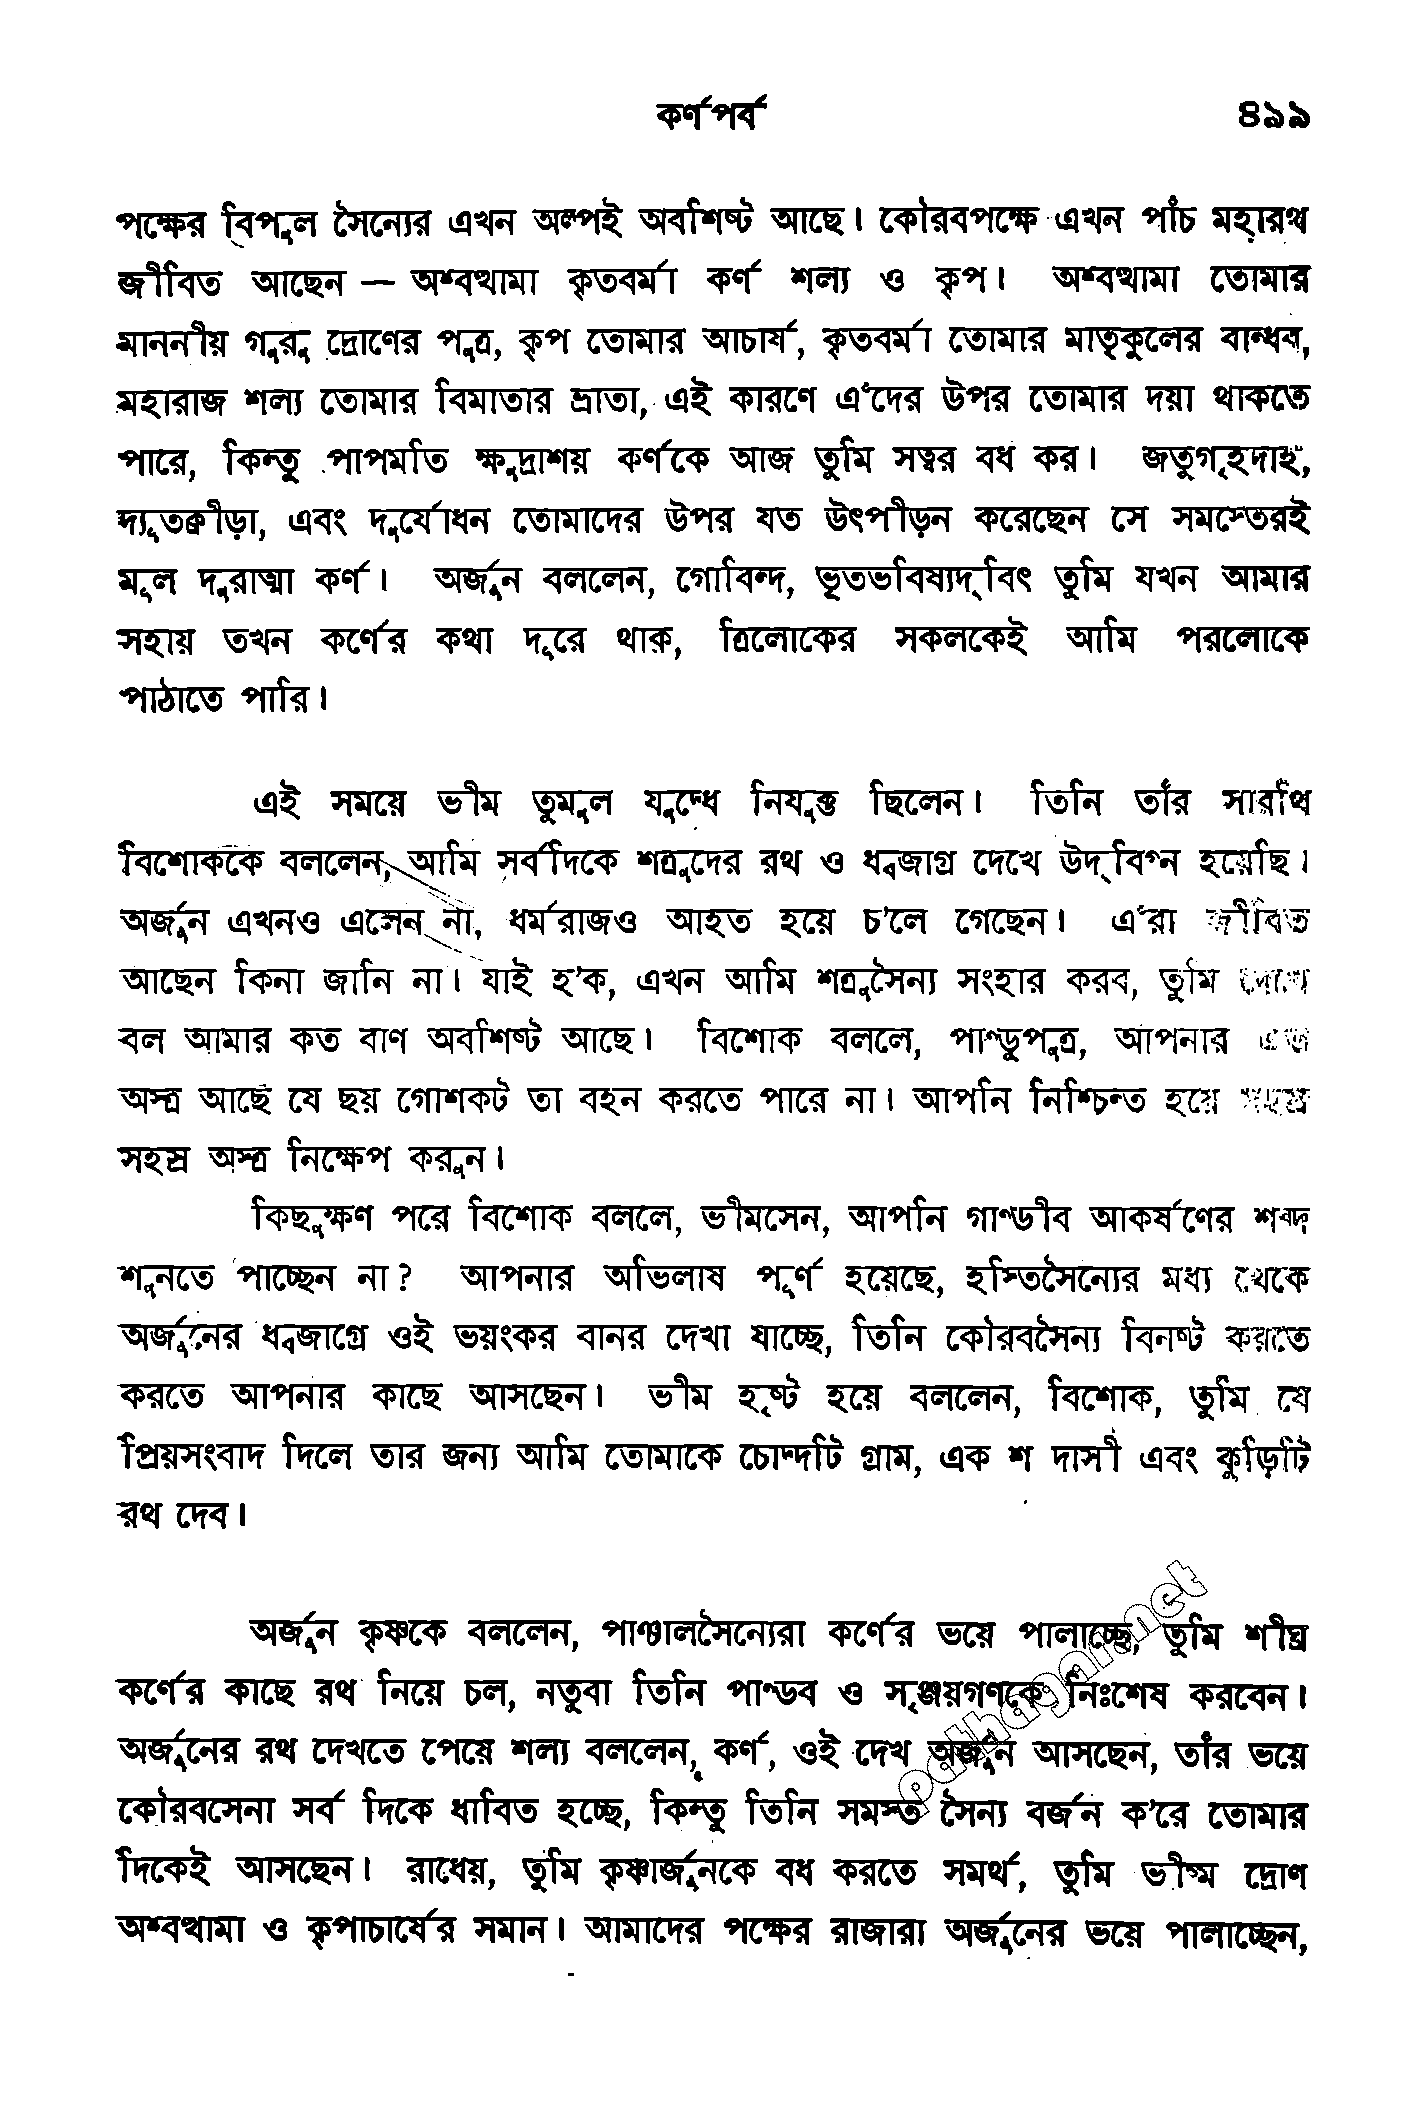 কর্ণপর্ব ৪৯৯
পক্ষের বিপুল সৈন্যের এখন অল্পই অবশিষ্ট আছে। কৌরবপক্ষে এখন পাঁচ মহারথ
জীবিত আছেন — অশ্বত্থামা কৃতবর্মা কর্ণ শল্য ও কৃপ। অশ্বত্থামা তোমার
মাননীয় গুরু দ্রোণের পুত্র, কৃপ তোমার আচার্য, কৃতবর্মা তোমার মাতৃকুলের বান্ধব,
মহারাজ শল্য তোমার বিমাতার ভ্রাতা, এই কারণে এঁদের উপর তোমার দয়া থাকতে
পারে, কিন্তু পাপমতি ক্ষুদ্রাশয় কর্ণকে আজ তুমি সত্বর বধ কর। জতুগৃহদাহ,
দ্যূতক্রীড়া, এবং দুর্যোধন তোমাদের উপর যত উৎপীড়ন করেছেন সে সমস্তেরই
মূল দুরাত্মা কর্ণ। অর্জুন বললেন, গোবিন্দ, ভূতভবিষ্যদ্‌বিৎ তুমি যখন আমার
সহায় তখন কর্ণের কথা দূরে থাক, ত্রিলোকের সকলকেই আমি পরলোকে
পাঠাতে পারি।
এই সময়ে ভীম তুমুল যুদ্ধে নিযুক্ত ছিলেন। তিনি তাঁর সারথি
বিশোককে বললেন, আমি সর্বদিকে শত্রুদের রথ ও ধ্বজাগ্র দেখে উদ্‌বিগ্ন হয়েছি।
অর্জুন এখনও এলেন না, ধর্মরাজও আহত হয়ে চ'লে গেছেন। এঁরা জীবিত
আছেন কিনা জানি না। যাই হ'ক, এখন আমি শত্রুসৈন্য সংহার করব, তুমি দেখে
বল আমার কত বাণ অবশিষ্ট আছে। বিশোক বললে, পাণ্ডুপুত্র, আপনার এত
অস্ত্র আছে যে ছয় গোশকট তা বহন করতে পারে না। আপনি নিশ্চিন্ত হয়ে সহস্র
সহস্র অস্ত্র নিক্ষেপ করুন।
কিছুক্ষণ পরে বিশোক বললে, ভীমসেন, আপনি গাণ্ডীব আকর্ষণের শব্দ
শুনতে পাচ্ছেন না? আপনার অভিলাষ পূর্ণ হয়েছে, হস্তিসৈন্যের মধ্য থেকে
অর্জুনের ধ্বজাগ্রে ওই ভয়ংকর বানর দেখা যাচ্ছে, তিনি কৌরবসৈন্য বিনষ্ট করতে
করতে আপনার কাছে আসছেন। ভীম হৃষ্ট হয়ে বললেন, বিশোক, তুমি যে
প্রিয়সংবাদ দিলে তার জন্য আমি তোমাকে চোদ্দটি গ্রাম, এক শ দাসী এবং কুড়িটি
রথ দেব।
অর্জুন কৃষ্ণকে বললেন, পাঞ্চালসৈন্যেরা কর্ণের ভয়ে পালাচ্ছে, তুমি শীঘ্র
কর্ণের কাছে রথ নিয়ে চল, নতুবা তিনি পাণ্ডব ও সৃঞ্জয়গণকে নিঃশেষ করবেন।
অর্জুনের রথ দেখতে পেয়ে শল্য বললেন, কর্ণ, ওই দেখ অর্জুন আসছেন, তাঁর ভয়ে
কৌরবসেনা সর্ব দিকে ধাবিত হচ্ছে, কিন্তু তিনি সমস্ত সৈন্য বর্জন ক'রে তোমার
দিকেই আসছেন। রাধেয়, তুমি কৃষ্ণার্জুনকে বধ করতে সমর্থ, তুমি ভীষ্ম দ্রোণ
অশ্বত্থামা ও কৃপাচার্যের সমান। আমাদের পক্ষের রাজারা অর্জুনের ভয়ে পালাচ্ছেন,
pathagar.net